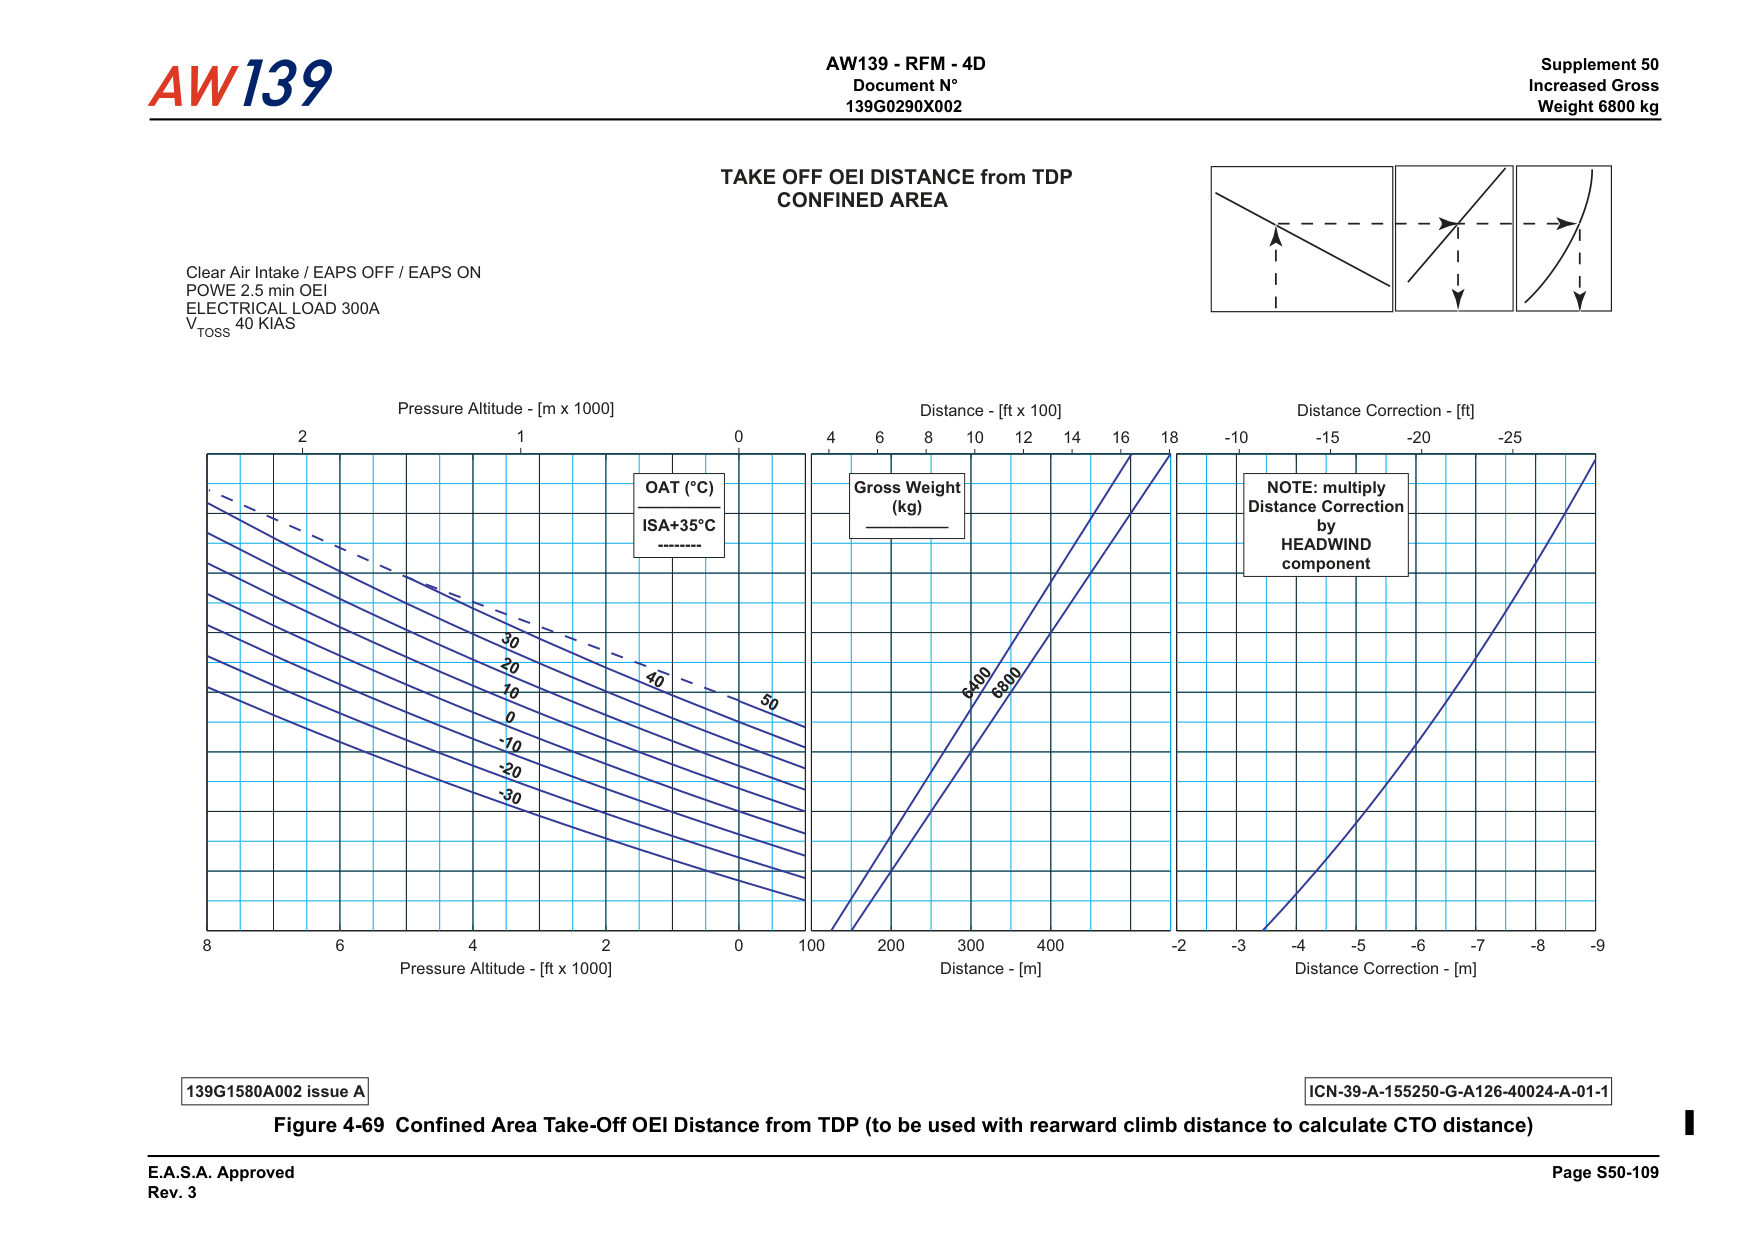 AW139
AW139 - RFM - 4D
Document N°
139G0290X002
Supplement 50
Increased Gross
Weight 6800 kg
TAKE OFF OEI DISTANCE from TDP
CONFINED AREA
Clear Air Intake / EAPS OFF / EAPS ON
POWE 2.5 min OEI
ELECTRICAL LOAD 300A
VTOSS 40 KIAS
Pressure Altitude - [m x 1000]
2 1 0
OAT (°C)
ISA+35°C
--------
30
20
10
0
-10
-20
-30
40
50
8 6 4 2 0
Pressure Altitude - [ft x 1000]
Distance - [ft x 100]
4 6 8 10 12 14 16 18
Gross Weight
(kg)
6400
6800
100 200 300 400
Distance - [m]
Distance Correction - [ft]
-10 -15 -20 -25
NOTE: multiply
Distance Correction
by
HEADWIND
component
-2 -3 -4 -5 -6 -7 -8 -9
Distance Correction - [m]
139G1580A002 issue A
ICN-39-A-155250-G-A126-40024-A-01-1
Figure 4-69 Confined Area Take-Off OEI Distance from TDP (to be used with rearward climb distance to calculate CTO distance)
E.A.S.A. Approved
Rev. 3
Page S50-109